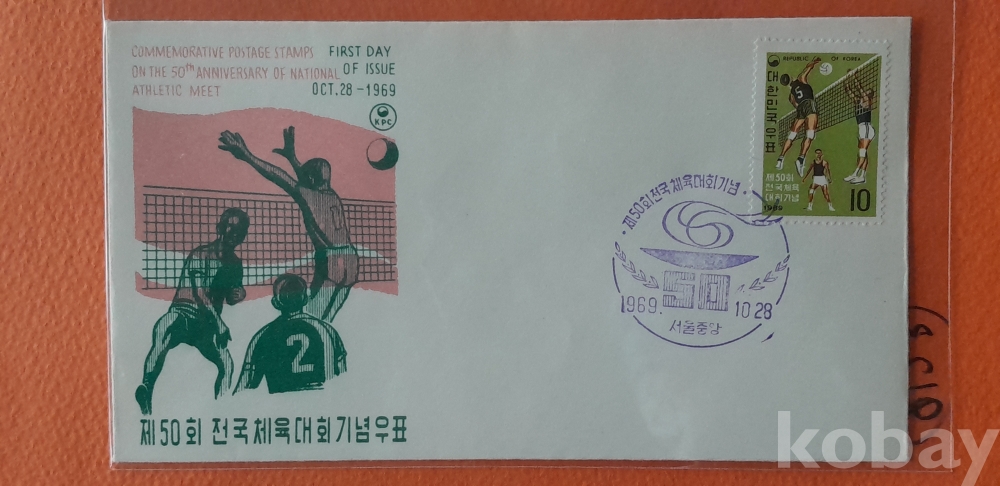 COMMEMORATIVE POSTAGE STAMPS
ON THE 50th ANNIVERSARY OF NATIONAL
ATHLETIC MEET
FIRST DAY
OF ISSUE
OCT.28-1969
KPC
2
제50회 전국체육대회기념우표
REPUBLIC OF KOREA
대한민국우표
5
제50회
전국체육
대회기념
1969
10
제50회전국체육대회기념
50
1969. 10 28
서울중앙
kobay